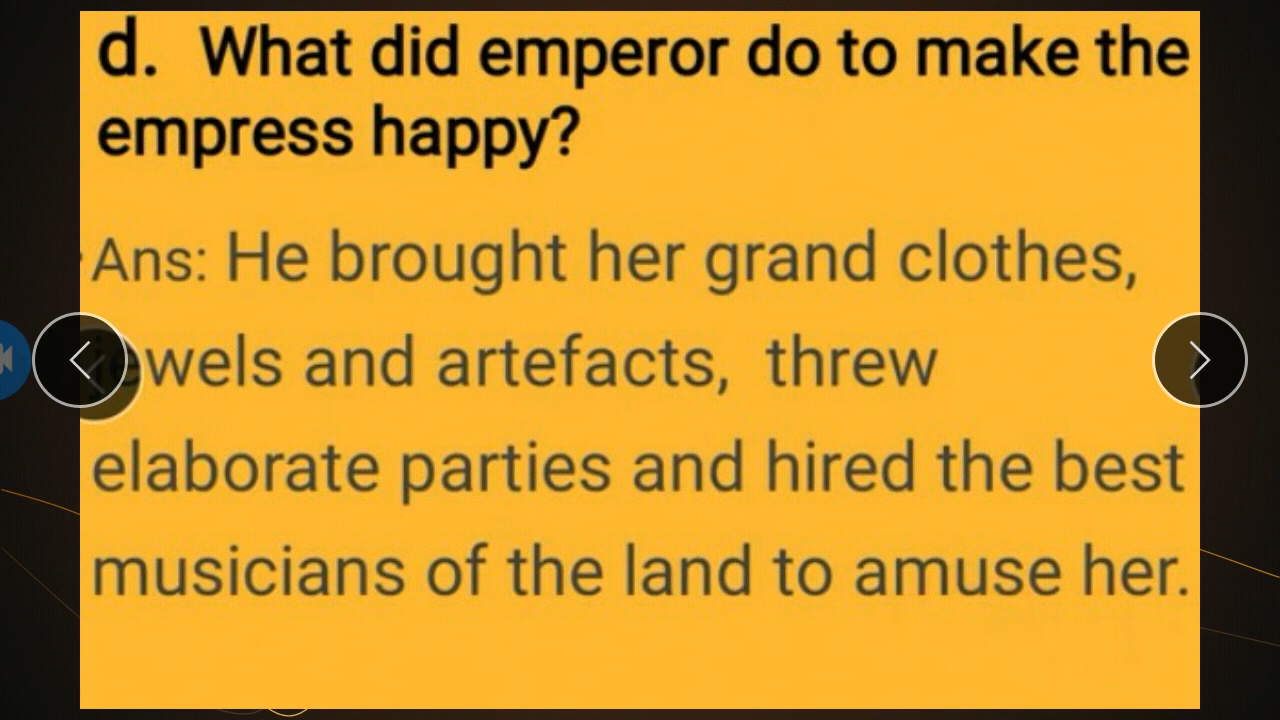 d. What did emperor do to make the
empress happy?
Ans: He brought her grand clothes,
jewels and artefacts, threw
elaborate parties and hired the best
musicians of the land to amuse her.